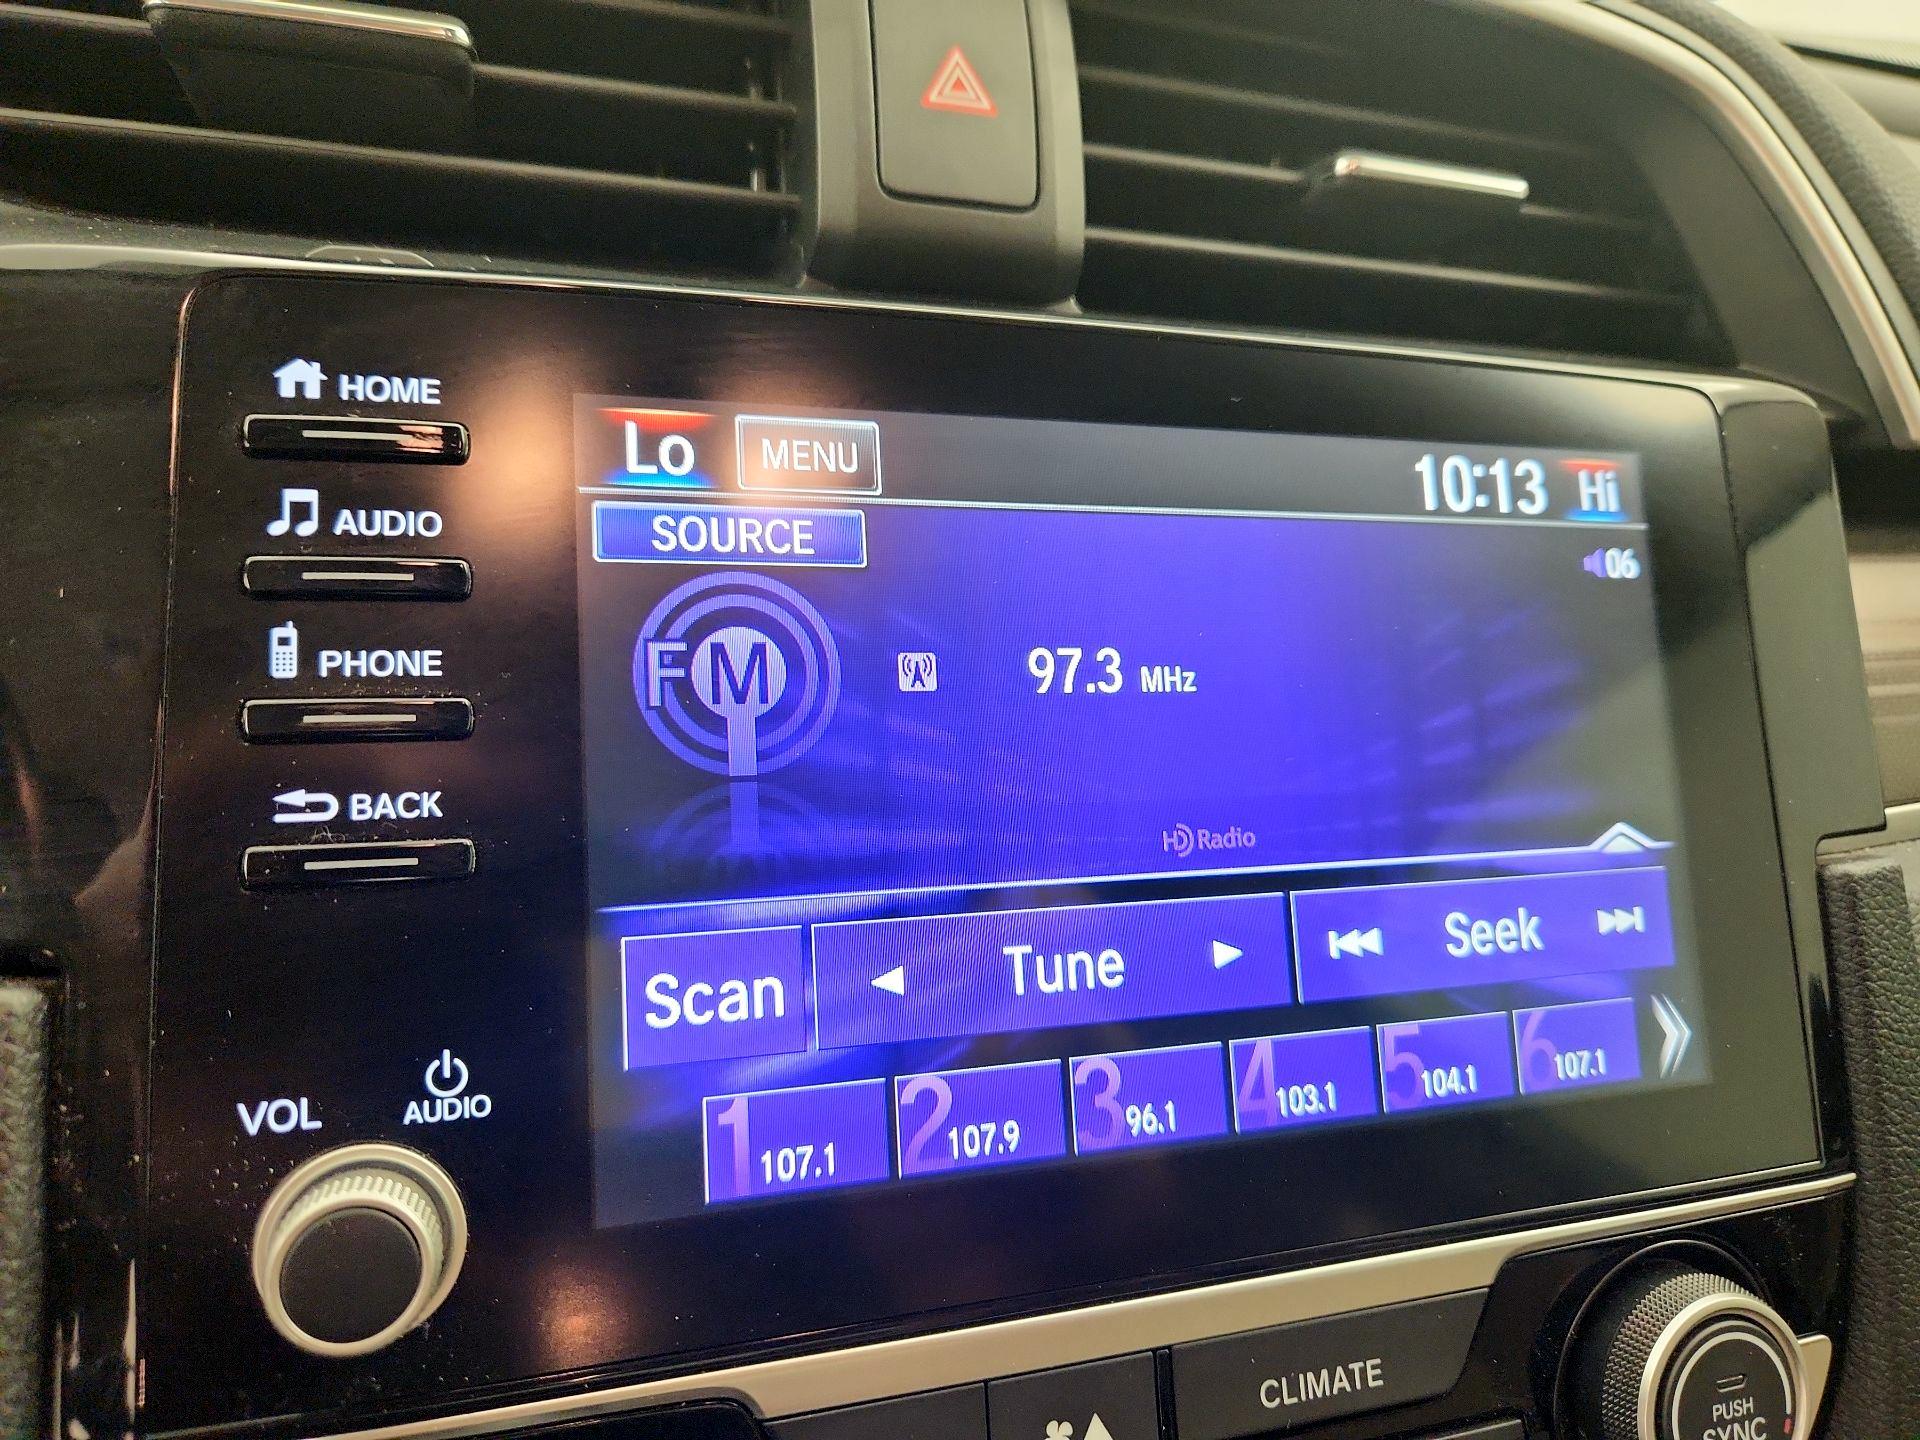 HOME
AUDIO
PHONE
BACK
VOL
AUDIO
Lo MENU 10:13 Hi
SOURCE
06
FM
97.3 MHz
HD Radio
Scan Tune Seek
1 107.1 2 107.9 3 96.1 4 103.1 5 104.1 6 107.1
CLIMATE
PUSH
SYNC